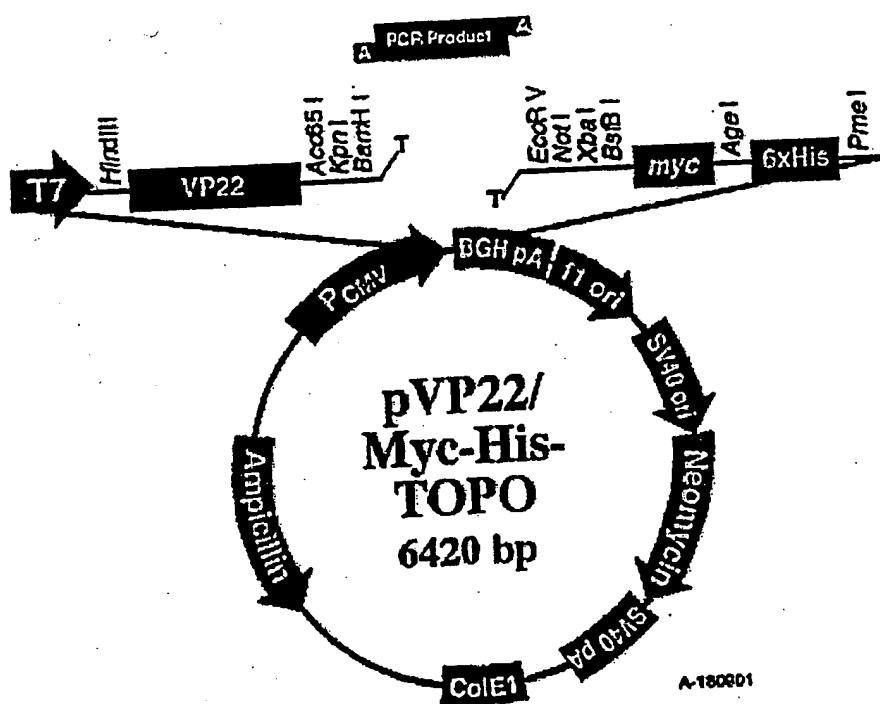 A PCR Product A
HindIII Acc65 I Kpn I BamH I T EcoR V Not I Xba I BstB I Age I Pme I
T7 VP22 T myc 6xHis
P CMV BGH pA f1 ori
SV40 ori
pVP22/
Myc-His-
TOPO
6420 bp
Ampicillin
Neomycin
SV40 pA
ColE1
A-180901